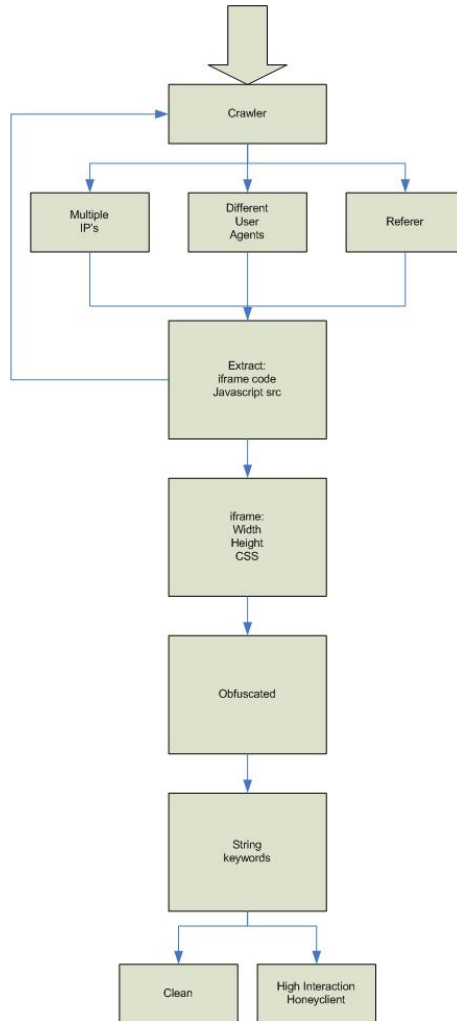 Crawler
Multiple
IP's
Different
User
Agents
Referer
Extract:
iframe code
Javascript src
iframe:
Width
Height
CSS
Obfuscated
String
keywords
Clean
High Interaction
Honeyclient